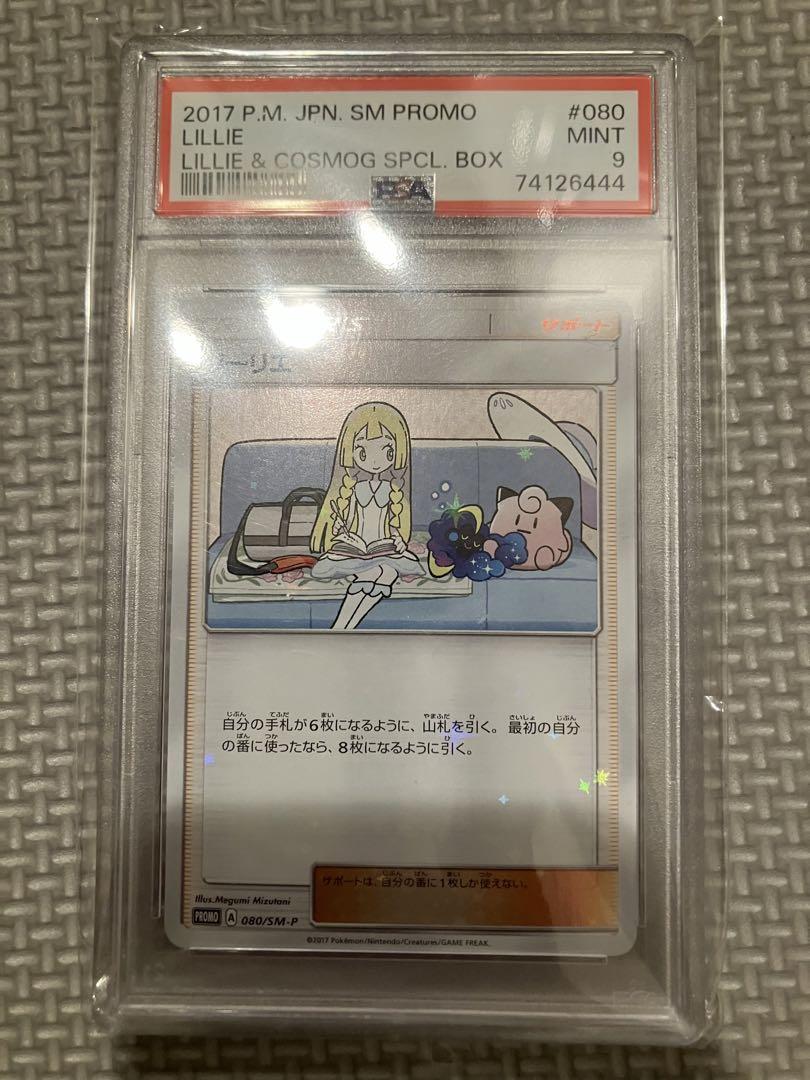 2017 P.M. JPN. SM PROMO #080
LILLIE MINT
LILLIE & COSMOG SPCL. BOX 9
PSA 74126444
サポート
ーリエ
自分の手札が6枚になるように、山札を引く。最初の自分
の番に使ったなら、8枚になるように引く。
サポートは、自分の番に1枚しか使えない。
Illus.Megumi Mizutani
PROMO A 080/SM-P
©2017 Pokémon/Nintendo/Creatures/GAME FREAK.